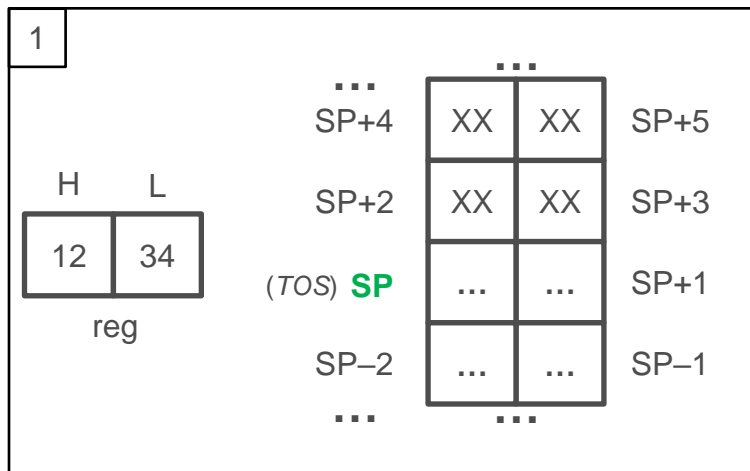 1
... ...
SP+4 XX XX SP+5
H L
SP+2 XX XX SP+3
12 34
(TOS) SP ... ... SP+1
reg
SP–2 ... ... SP–1
... ...